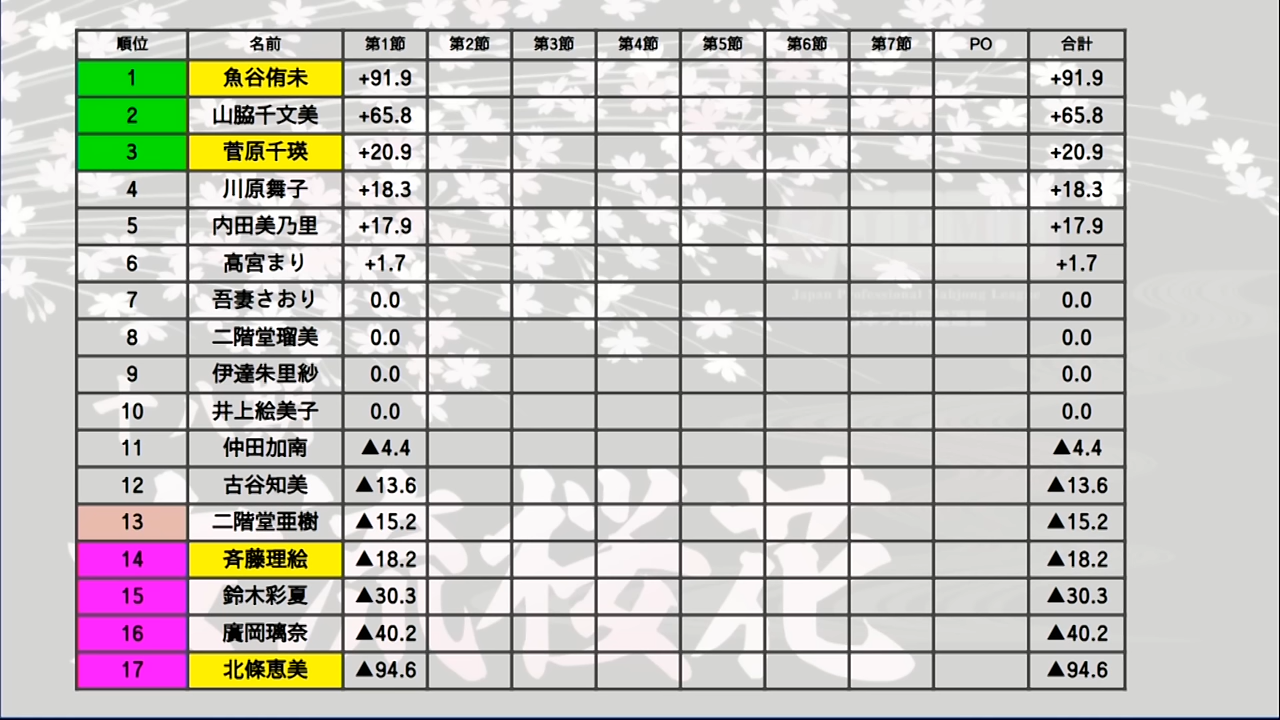 順位 名前 第1節 第2節 第3節 第4節 第5節 第6節 第7節 PO 合計
1 魚谷侑未 +91.9 +91.9
2 山脇千文美 +65.8 +65.8
3 菅原千瑛 +20.9 +20.9
4 川原舞子 +18.3 +18.3
5 内田美乃里 +17.9 +17.9
6 高宮まり +1.7 +1.7
7 吾妻さおり 0.0 0.0
8 二階堂瑠美 0.0 0.0
9 伊達朱里紗 0.0 0.0
10 井上絵美子 0.0 0.0
11 仲田加南 ▲4.4 ▲4.4
12 古谷知美 ▲13.6 ▲13.6
13 二階堂亜樹 ▲15.2 ▲15.2
14 斉藤理絵 ▲18.2 ▲18.2
15 鈴木彩夏 ▲30.3 ▲30.3
16 廣岡璃奈 ▲40.2 ▲40.2
17 北條恵美 ▲94.6 ▲94.6
Japan Professional Mahjong League
流桜花